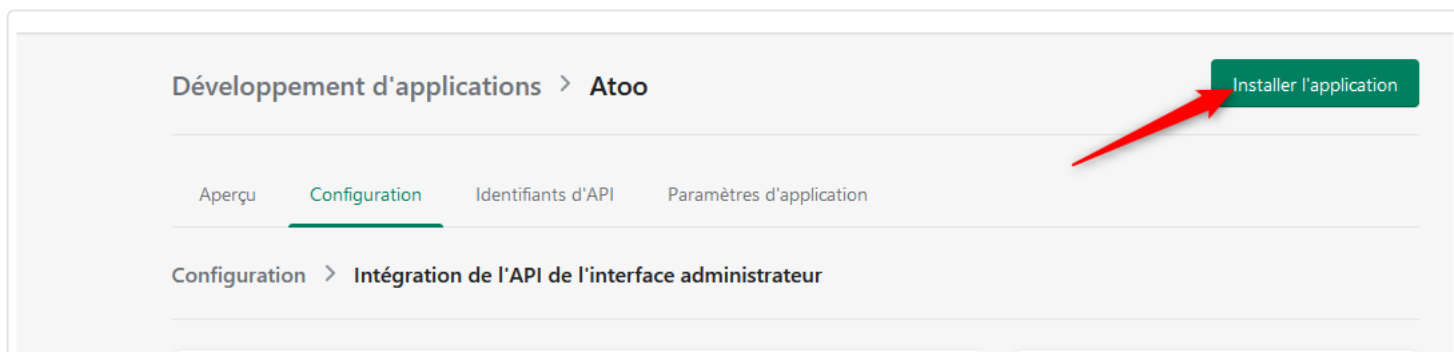 Développement d'applications > Atoo
Installer l'application
Aperçu Configuration Identifiants d'API Paramètres d'application
Configuration > Intégration de l'API de l'interface administrateur